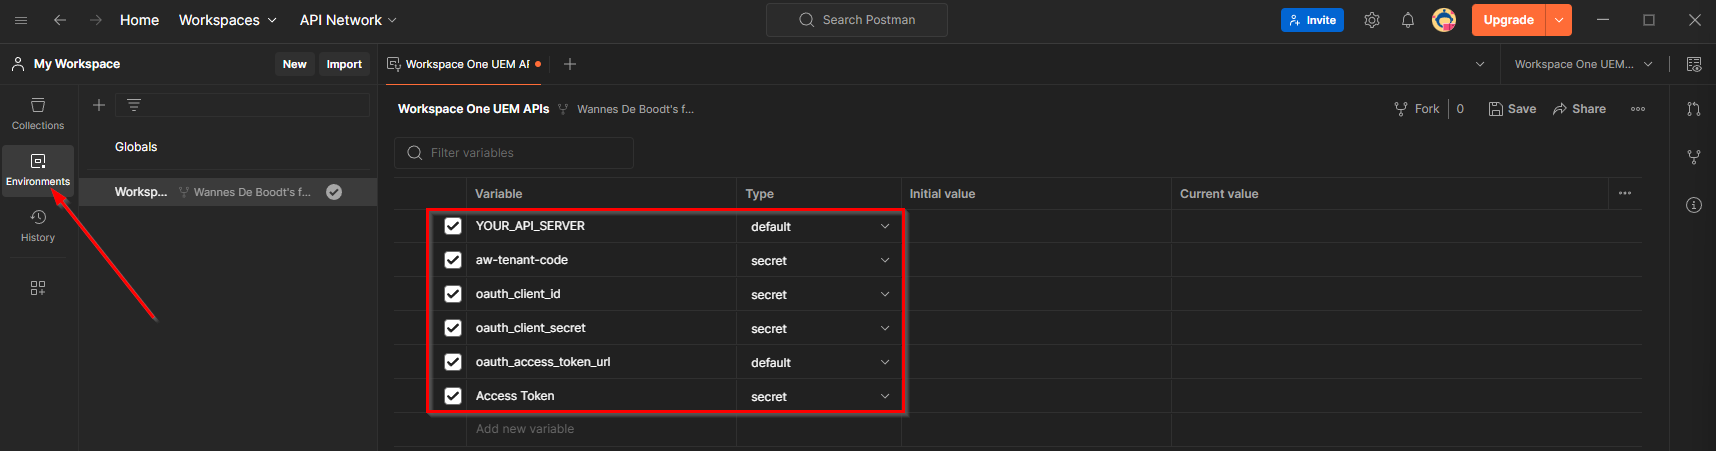 Home Workspaces API Network Search Postman Invite Upgrade
My Workspace New Import Workspace One UEM AF Workspace One UEM...
Collections
Environments
History
Globals
Worksp... Wannes De Boodt's f...
Workspace One UEM APIs Wannes De Boodt's f... Fork 0 Save Share
Filter variables
Variable Type Initial value Current value
YOUR_API_SERVER default
aw-tenant-code secret
oauth_client_id secret
oauth_client_secret secret
oauth_access_token_url default
Access Token secret
Add new variable